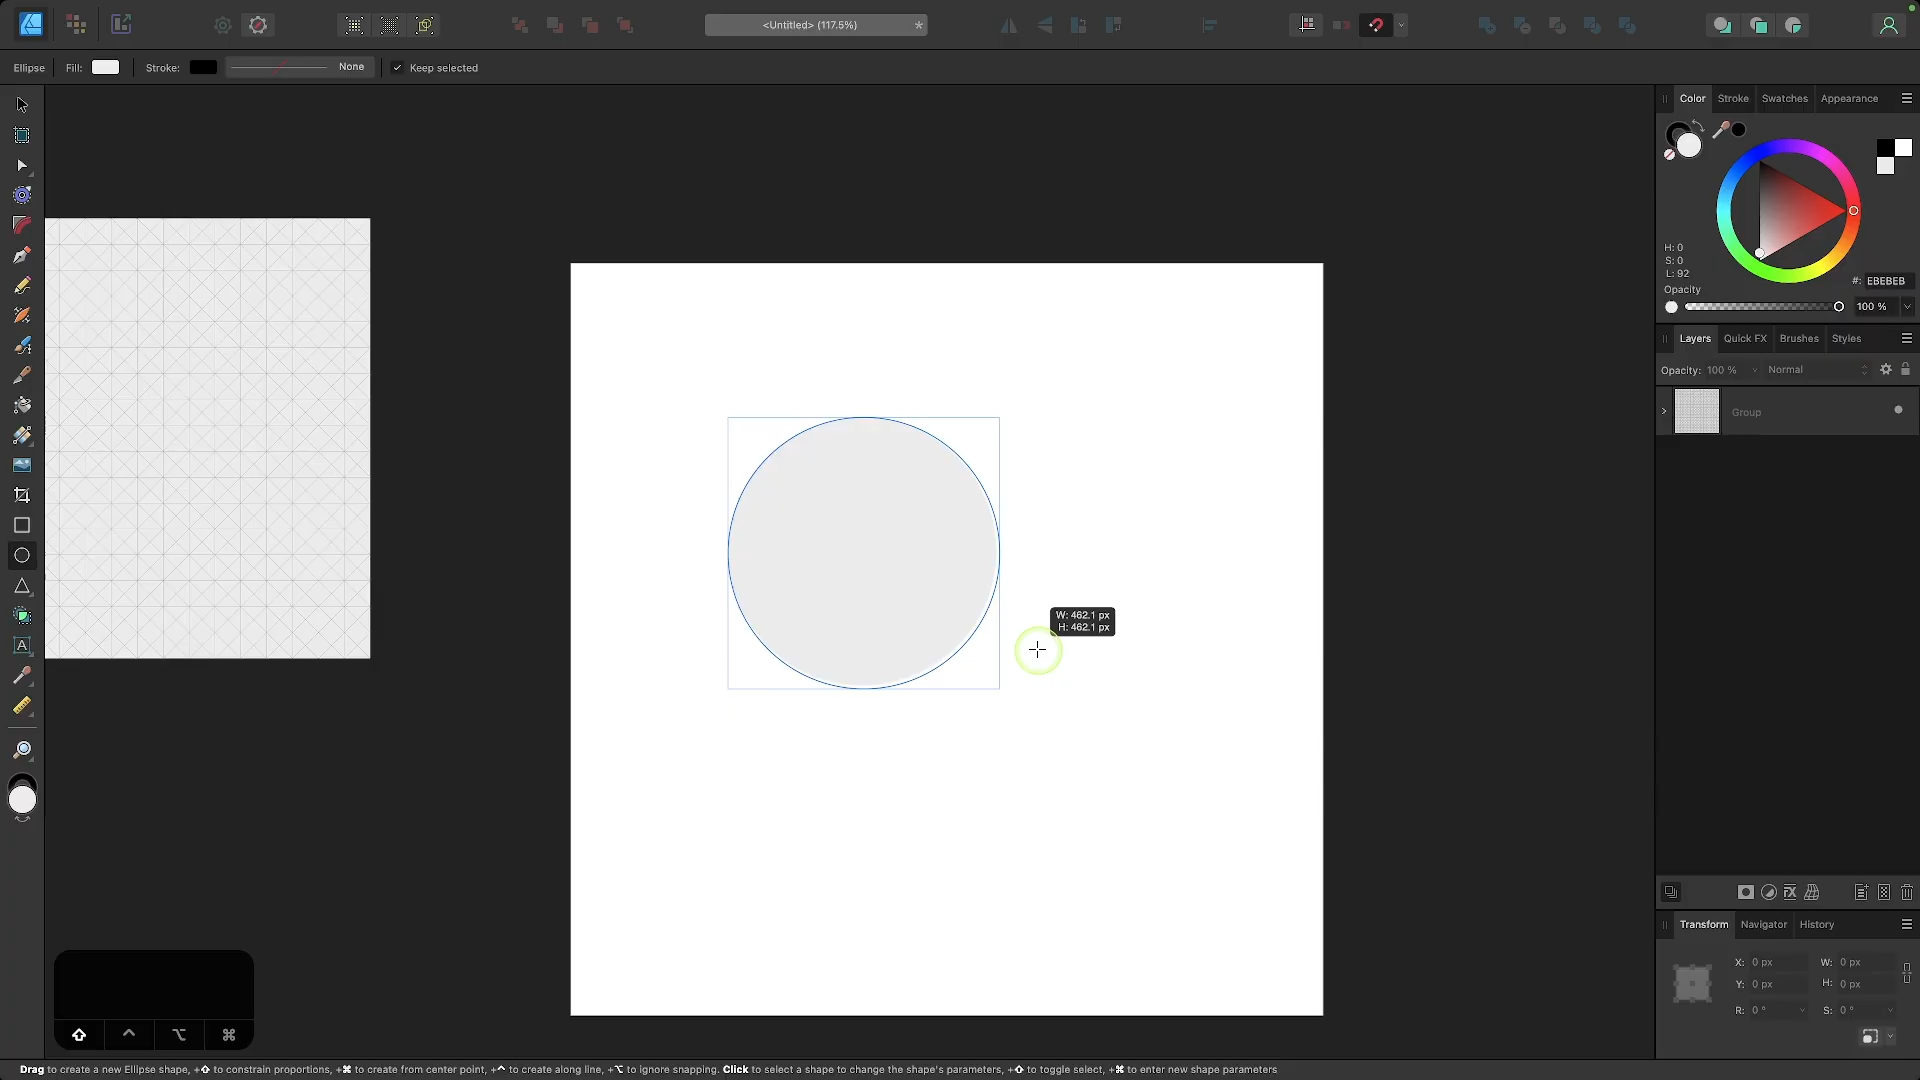 <Untitled> (117.5%)
*
Ellipse
Fill:
Stroke:
None
Keep selected
Color
Stroke
Swatches
Appearance
H: 0
S: 0
L: 92
#: EBEBEB
Opacity
100 %
Layers
Quick FX
Brushes
Styles
Opacity: 100 %
Normal
Group
W: 462.1 px
H: 462.1 px
A
Transform
Navigator
History
X: 0 px
W: 0 px
Y: 0 px
H: 0 px
R: 0 °
S: 0 °
Drag to create a new Ellipse shape, +⇧ to constrain proportions, +⌘ to create from center point, +^ to create along line, +⌥ to ignore snapping. Click to select a shape to change the shape's parameters, +⇧ to toggle select, +⌘ to enter new shape parameters